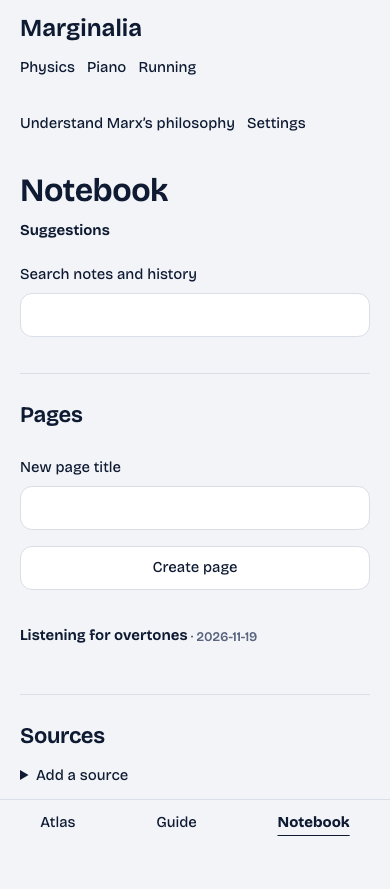 Marginalia
Physics Piano Running
Understand Marx's philosophy Settings
Notebook
Suggestions
Search notes and history
Pages
New page title
Create page
Listening for overtones · 2026-11-19
Sources
Add a source
Atlas Guide Notebook